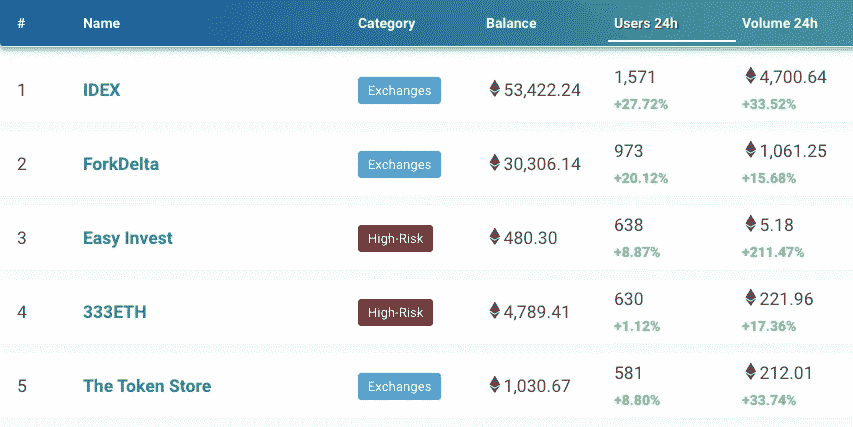 # Name Category Balance Users 24h Volume 24h
1 IDEX Exchanges 53,422.24 1,571 4,700.64
+27.72% +33.52%
2 ForkDelta Exchanges 30,306.14 973 1,061.25
+20.12% +15.68%
3 Easy Invest High-Risk 480.30 638 5.18
+8.87% +211.47%
4 333ETH High-Risk 4,789.41 630 221.96
+1.12% +17.36%
5 The Token Store Exchanges 1,030.67 581 212.01
+8.80% +33.74%